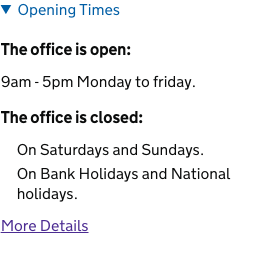 Opening Times
The office is open:
9am - 5pm Monday to friday.
The office is closed:
On Saturdays and Sundays.
On Bank Holidays and National
holidays.
More Details